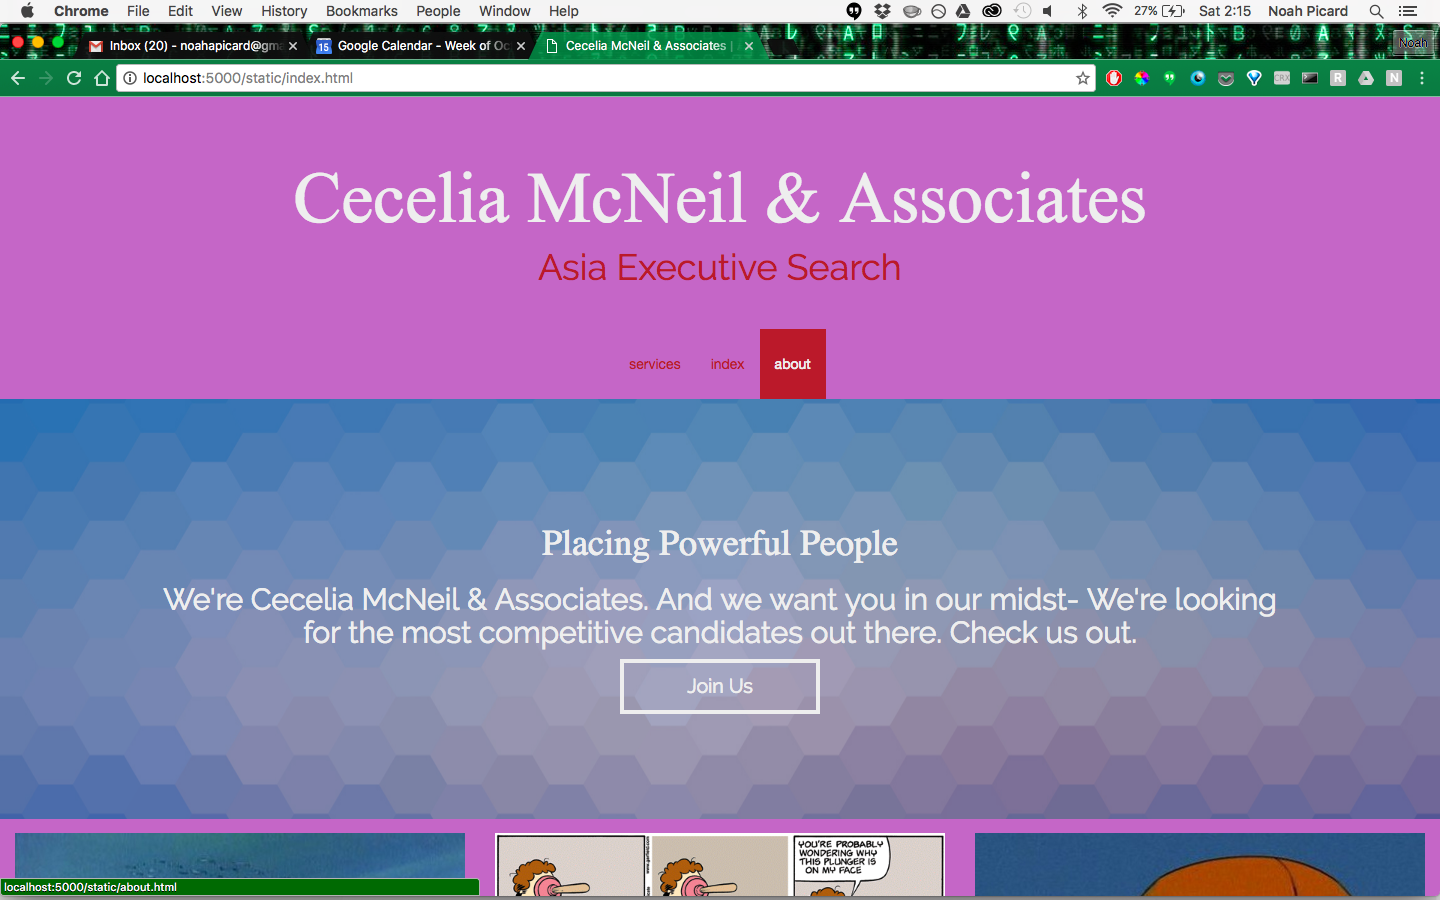 Chrome File Edit View History Bookmarks People Window Help 27% Sat 2:15 Noah Picard
Inbox (20) - noahapicard@gm
15 Google Calendar - Week of Oc
Cecelia McNeil & Associates |
Noah
localhost:5000/static/index.html
CRX R N
Cecelia McNeil & Associates
Asia Executive Search
services index about
Placing Powerful People
We're Cecelia McNeil & Associates. And we want you in our midst- We're looking
for the most competitive candidates out there. Check us out.
Join Us
YOU'RE PROBABLY
WONDERING WHY
THIS PLUNGER IS
ON MY FACE
localhost:5000/static/about.html